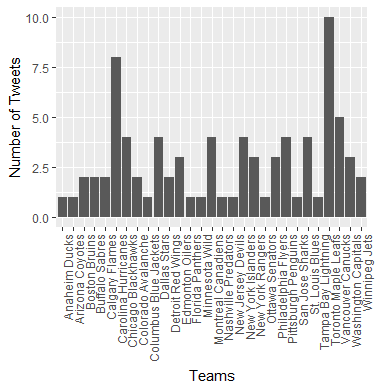 Number of Tweets
10.0
7.5
5.0
2.5
0.0
Anaheim Ducks
Arizona Coyotes
Boston Bruins
Buffalo Sabres
Calgary Flames
Carolina Hurricanes
Chicago Blackhawks
Colorado Avalanche
Columbus Blue Jackets
Dallas Stars
Detroit Red Wings
Edmonton Oilers
Florida Panthers
Minnesota Wild
Montreal Canadiens
Nashville Predators
New Jersey Devils
New York Islanders
New York Rangers
Ottawa Senators
Philadelphia Flyers
Pittsburgh Penguins
San Jose Sharks
St. Louis Blues
Tampa Bay Lightning
Toronto Maple Leafs
Vancouver Canucks
Washington Capitals
Winnipeg Jets
Teams